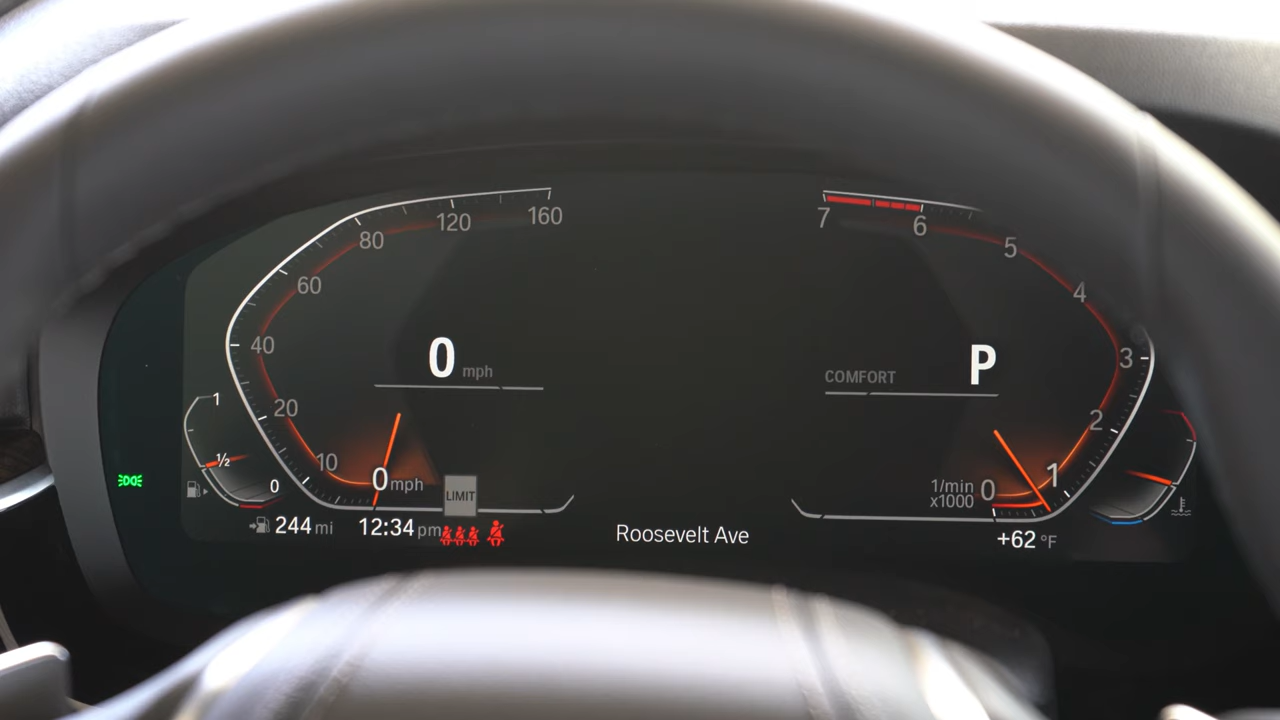 160
120
80
60
40
20
10
0 mph
0 mph
1
½
0
LIMIT
244 mi
12:34 pm
Roosevelt Ave
7
6
5
4
3
2
1
0
COMFORT
P
1/min
x1000
+62 °F